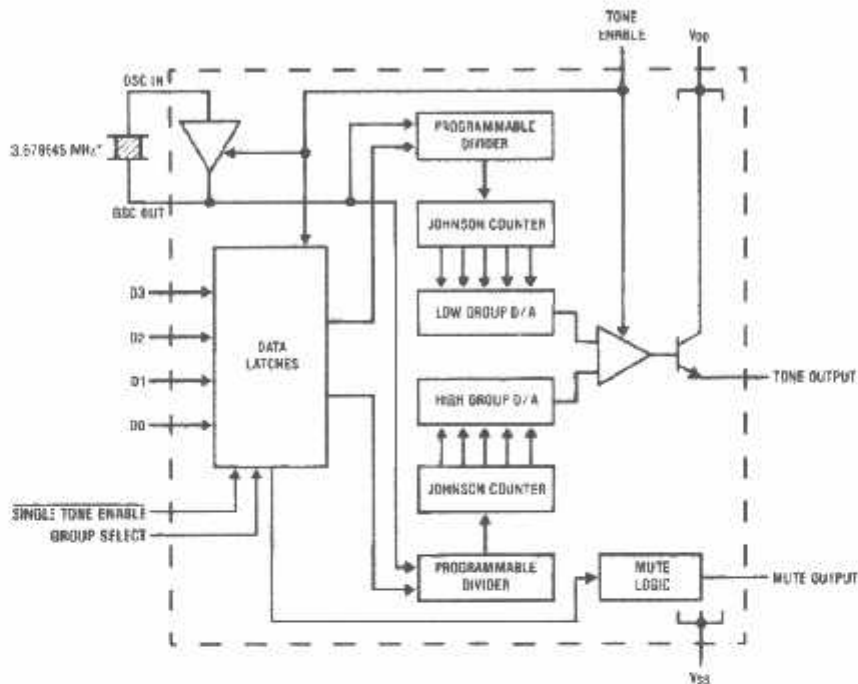 TONE
ENABLE
VDD
OSC IN
3.579545 MHz*
OSC OUT
PROGRAMMABLE
DIVIDER
JOHNSON COUNTER
LOW GROUP D/A
D3
D2
D1
D0
DATA
LATCHES
HIGH GROUP D/A
JOHNSON COUNTER
TONE OUTPUT
SINGLE TONE ENABLE
GROUP SELECT
PROGRAMMABLE
DIVIDER
MUTE
LOGIC
MUTE OUTPUT
VSS